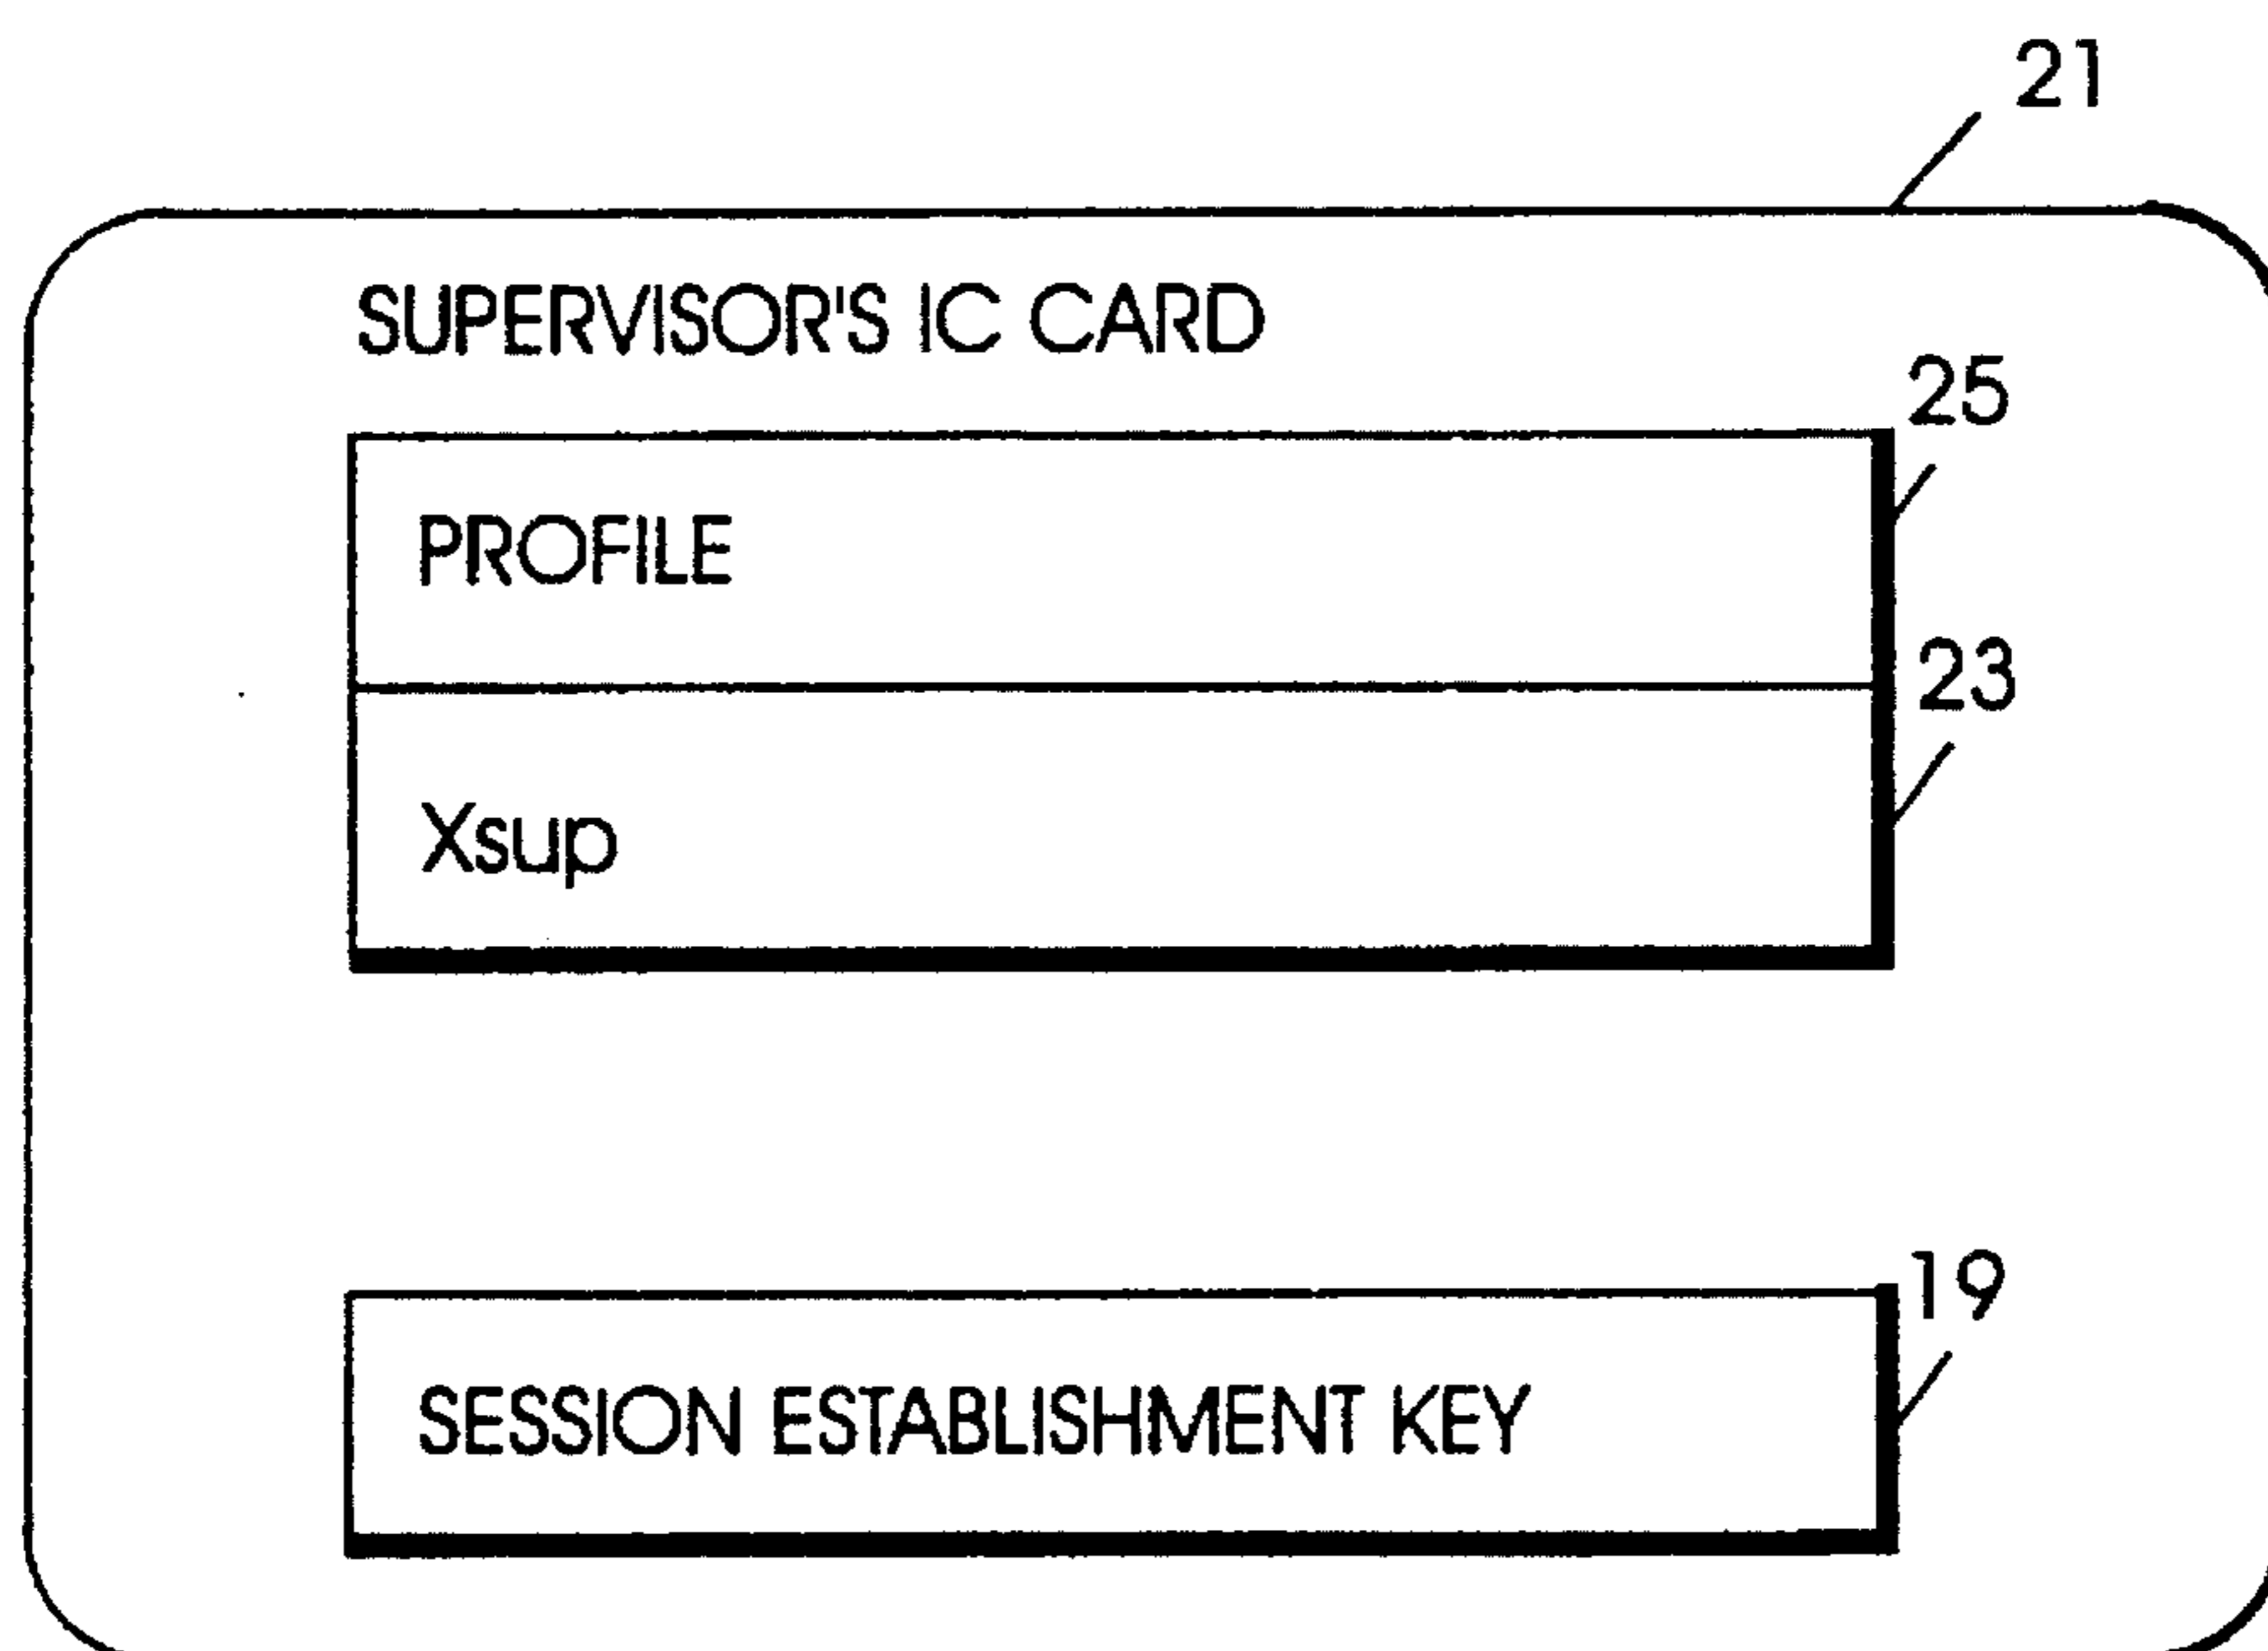 21
SUPERVISOR'S IC CARD
25
PROFILE
23
Xsup
19
SESSION ESTABLISHMENT KEY